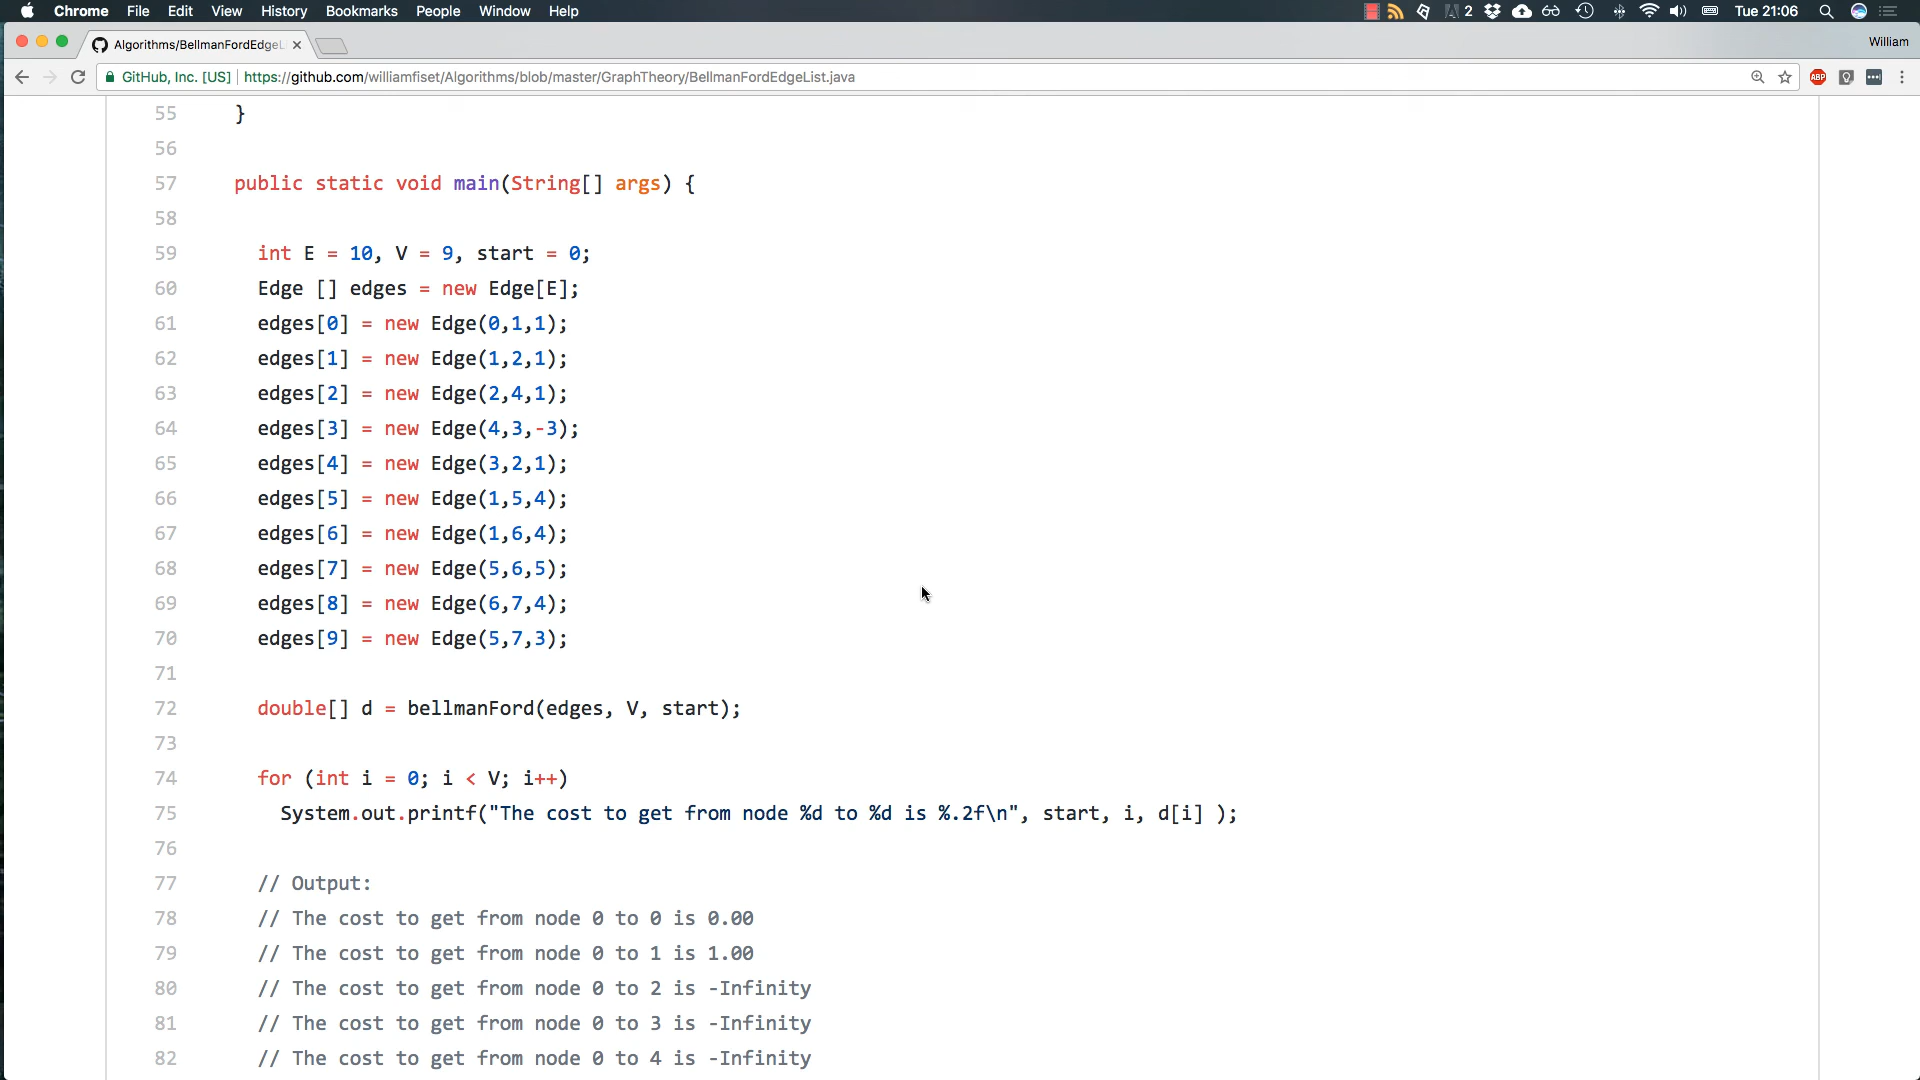 Chrome File Edit View History Bookmarks People Window Help 2 Tue 21:06
Algorithms/BellmanFordEdgeL William
GitHub, Inc. [US] https://github.com/williamfiset/Algorithms/blob/master/GraphTheory/BellmanFordEdgeList.java ABP
55 }
56
57 public static void main(String[] args) {
58
59 int E = 10, V = 9, start = 0;
60 Edge [] edges = new Edge[E];
61 edges[0] = new Edge(0,1,1);
62 edges[1] = new Edge(1,2,1);
63 edges[2] = new Edge(2,4,1);
64 edges[3] = new Edge(4,3,-3);
65 edges[4] = new Edge(3,2,1);
66 edges[5] = new Edge(1,5,4);
67 edges[6] = new Edge(1,6,4);
68 edges[7] = new Edge(5,6,5);
69 edges[8] = new Edge(6,7,4);
70 edges[9] = new Edge(5,7,3);
71
72 double[] d = bellmanFord(edges, V, start);
73
74 for (int i = 0; i < V; i++)
75 System.out.printf("The cost to get from node %d to %d is %.2f\n", start, i, d[i] );
76
77 // Output:
78 // The cost to get from node 0 to 0 is 0.00
79 // The cost to get from node 0 to 1 is 1.00
80 // The cost to get from node 0 to 2 is -Infinity
81 // The cost to get from node 0 to 3 is -Infinity
82 // The cost to get from node 0 to 4 is -Infinity